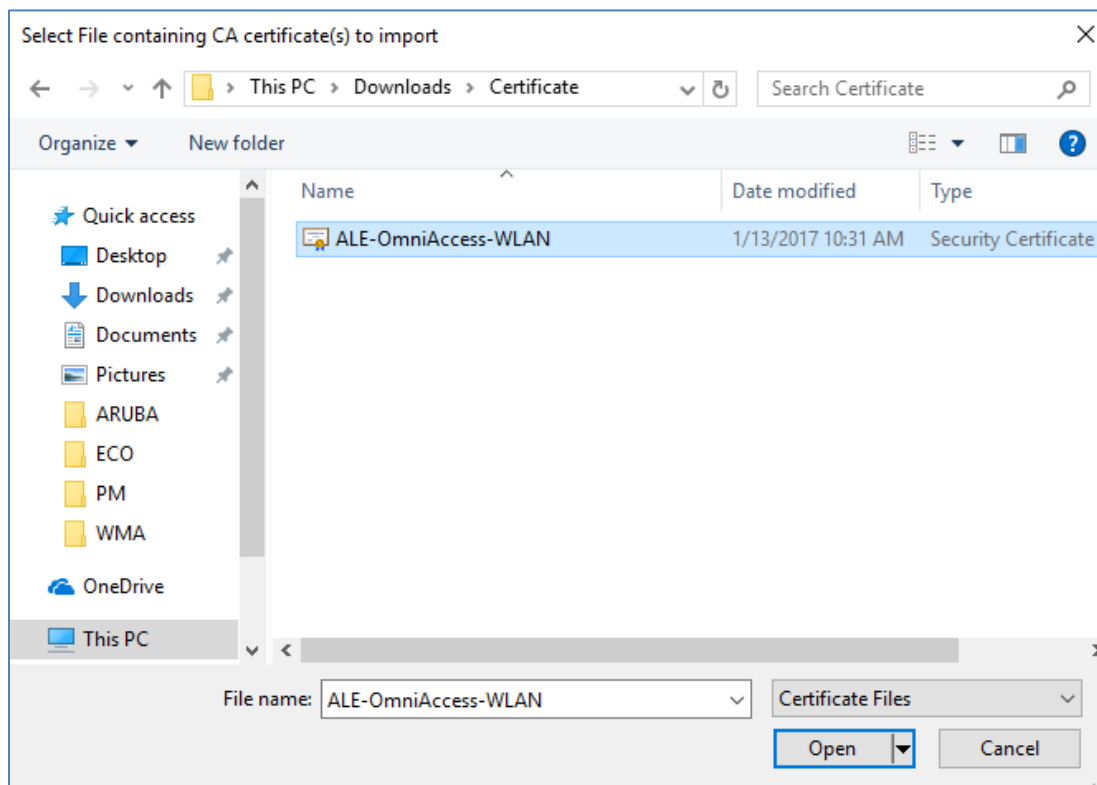 Select File containing CA certificate(s) to import
This PC > Downloads > Certificate
Search Certificate
Organize
New folder
Name
Date modified
Type
ALE-OmniAccess-WLAN
1/13/2017 10:31 AM
Security Certificate
Quick access
Desktop
Downloads
Documents
Pictures
ARUBA
ECO
PM
WMA
OneDrive
This PC
File name:
ALE-OmniAccess-WLAN
Certificate Files
Open
Cancel